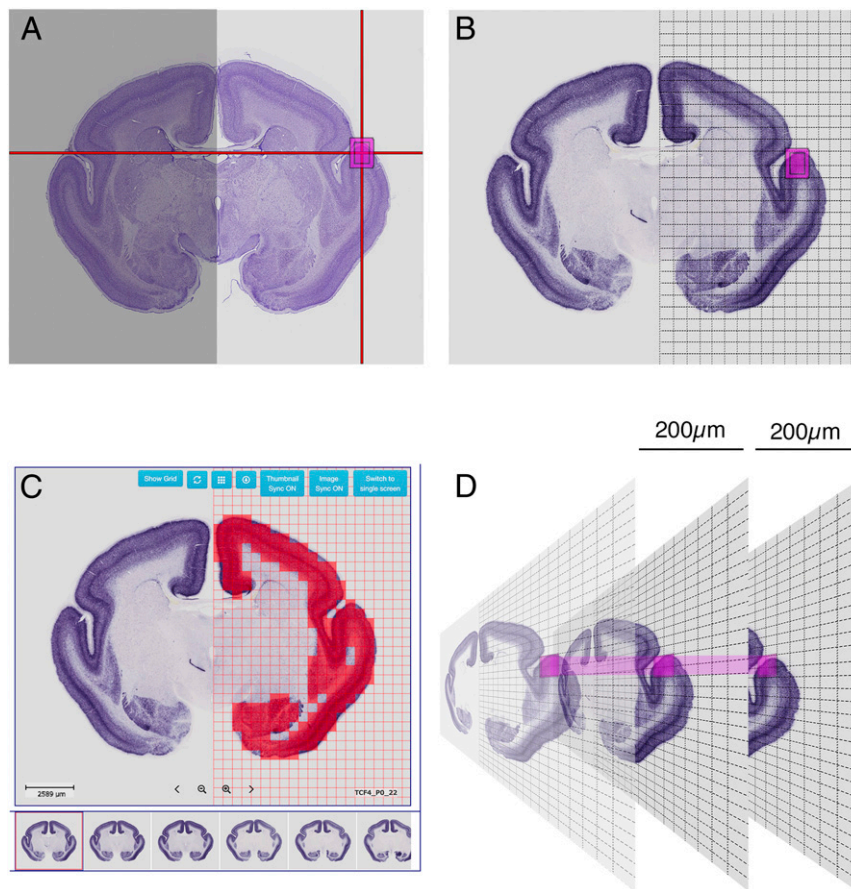 A
B
200μm
200μm
C
Show Grid
Thumbnail
Sync ON
Image
Sync ON
Switch to
single screen
D
2589 μm
TCF4_P0_22